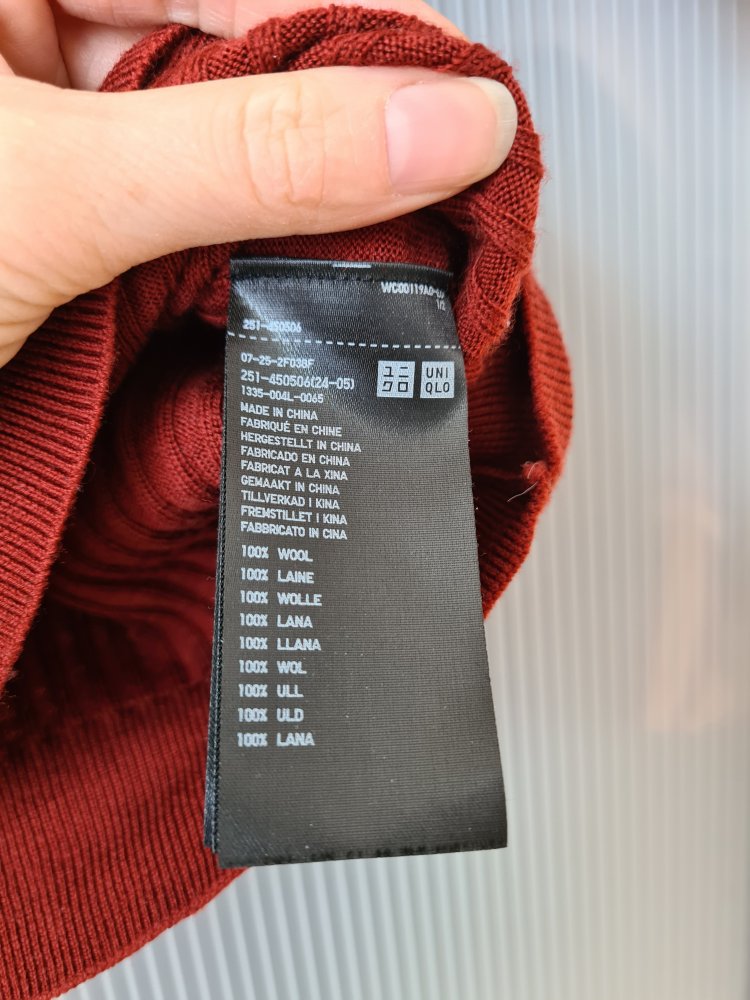 251-450506
07-25-2F03BF
251-450506(24-05)
1335-004L-0065
ユニ
クロ
UNI
QLO
MADE IN CHINA
FABRIQUÉ EN CHINE
HERGESTELLT IN CHINA
FABRICADO EN CHINA
FABRICAT A LA XINA
GEMAAKT IN CHINA
TILLVERKAD I KINA
FREMSTILLET I KINA
FABBRICATO IN CINA
100% WOOL
100% LAINE
100% WOLLE
100% LANA
100% LLANA
100% WOL
100% ULL
100% ULD
100% LANA